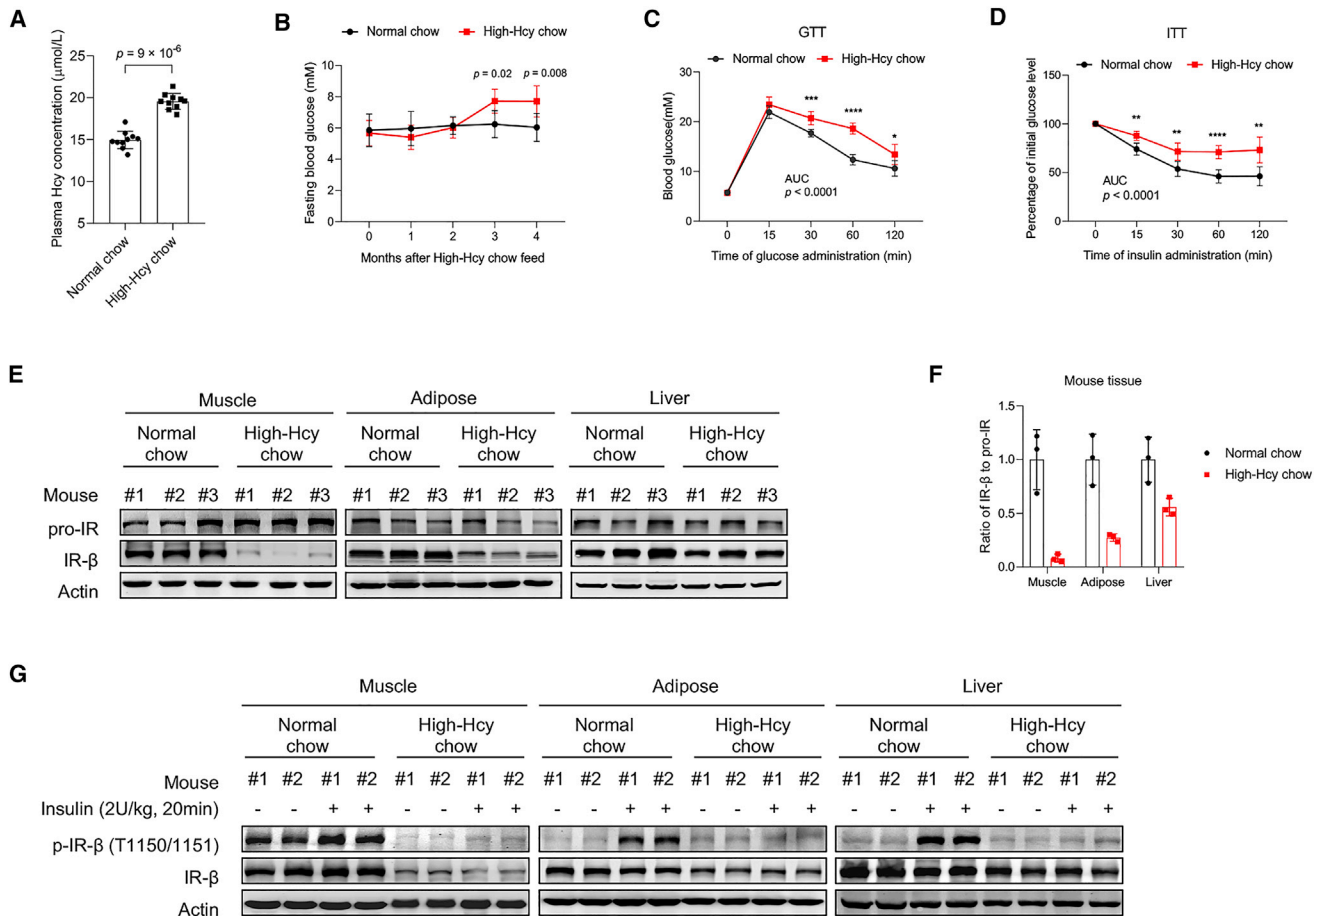 A
Plasma Hcy concentration (μmol/L)
p = 9 × 10-6
25
20
15
10
5
Normal chow
High-Hcy chow
B
Normal chow
High-Hcy chow
Fasting blood glucose (mM)
10
8
6
4
2
0
p = 0.02
p = 0.008
0 1 2 3 4
Months after High-Hcy chow feed
C
GTT
Normal chow
High-Hcy chow
Blood glucose(mM)
30
20
10
0
***
****
*
AUC
p < 0.0001
0 15 30 60 120
Time of glucose administration (min)
D
ITT
Normal chow
High-Hcy chow
Percentage of initial glucose level
150
100
50
0
**
**
****
**
AUC
p < 0.0001
0 15 30 60 120
Time of insulin administration (min)
E
Muscle Adipose Liver
Normal chow High-Hcy chow Normal chow High-Hcy chow Normal chow High-Hcy chow
Mouse #1 #2 #3 #1 #2 #3 #1 #2 #3 #1 #2 #3 #1 #2 #3 #1 #2 #3
pro-IR
IR-β
Actin
F
Mouse tissue
Ratio of IR-β to pro-IR
1.5
1.0
0.5
0.0
Muscle Adipose Liver
Normal chow
High-Hcy chow
G
Muscle Adipose Liver
Normal chow High-Hcy chow Normal chow High-Hcy chow Normal chow High-Hcy chow
Mouse #1 #2 #1 #2 #1 #2 #1 #2 #1 #2 #1 #2 #1 #2 #1 #2 #1 #2 #1 #2 #1 #2 #1 #2
Insulin (2U/kg, 20min) - - + + - - + + - - + + - - + + - - + + - - + +
p-IR-β (T1150/1151)
IR-β
Actin